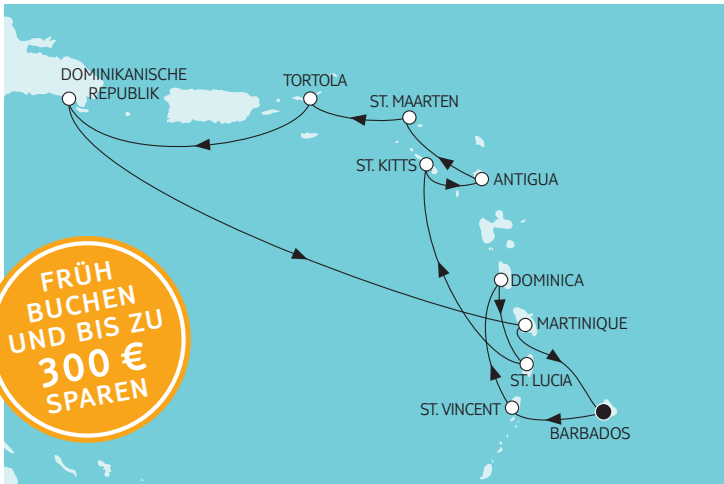 DOMINIKANISCHE
REPUBLIK
TORTOLA
ST. MAARTEN
ST. KITTS
ANTIGUA
DOMINICA
MARTINIQUE
ST. LUCIA
ST. VINCENT
BARBADOS
FRÜH
BUCHEN
UND BIS ZU
300 €
SPAREN